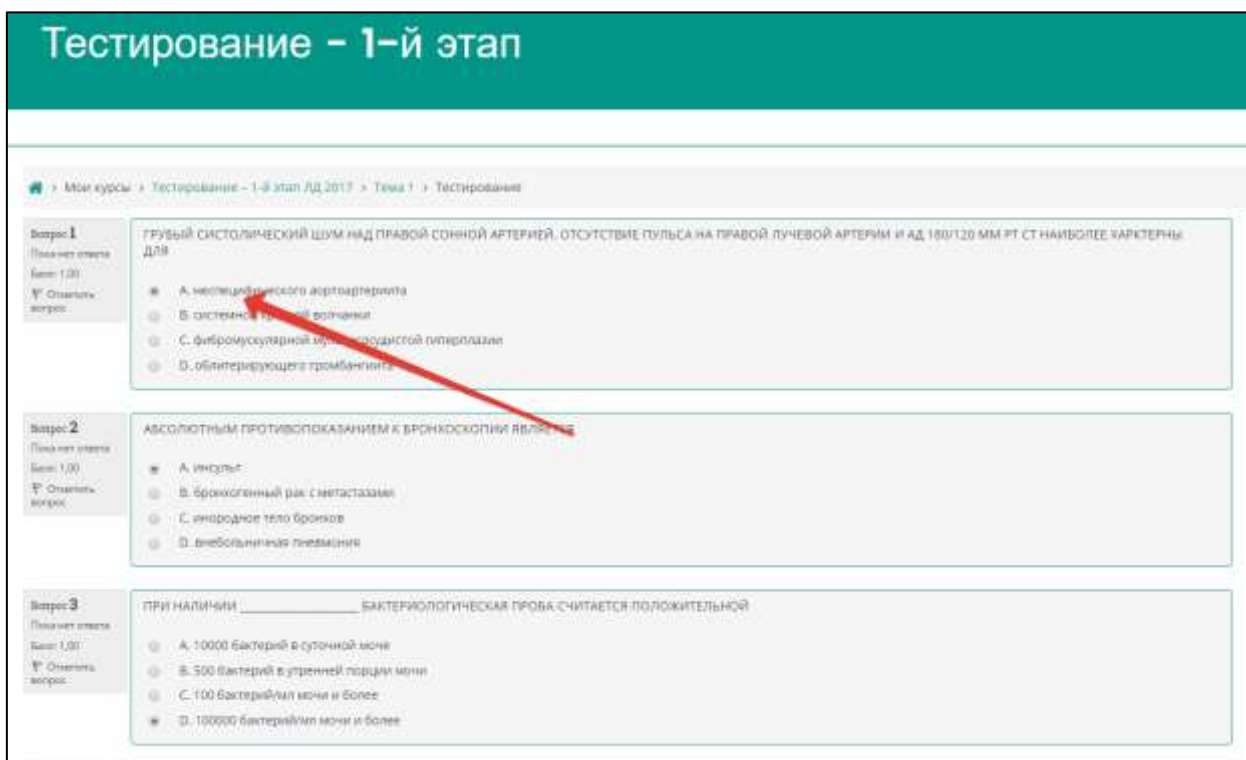 Тестирование - 1-й этап
Мои курсы › Тестирование - 1-й этап ЛД 2017 › Тема 1 › Тестирование
Вопрос 1
Пока нет ответа
Балл: 1,00
Отметить
вопрос
ГРУБЫЙ СИСТОЛИЧЕСКИЙ ШУМ НАД ПРАВОЙ СОННОЙ АРТЕРИЕЙ, ОТСУТСТВИЕ ПУЛЬСА НА ПРАВОЙ ЛУЧЕВОЙ АРТЕРИИ И АД 180/120 ММ РТ СТ НАИБОЛЕЕ ХАРКТЕРНЫ
ДЛЯ
A. неспецифического аортоартериита
B. системной волчанки
C. фибромускулярной гиперплазии
D. облитерирующего тромбангиита
Вопрос 2
Пока нет ответа
Балл: 1,00
Отметить
вопрос
АБСОЛЮТНЫМ ПРОТИВОПОКАЗАНИЕМ К БРОНХОСКОПИИ ЯВЛЯЕТСЯ
A. инсульт
B. бронхогенный рак с метастазами
C. инородное тело бронхов
D. внебольничная пневмония
Вопрос 3
Пока нет ответа
Балл: 1,00
Отметить
вопрос
ПРИ НАЛИЧИИ ____________________ БАКТЕРИОЛОГИЧЕСКАЯ ПРОБА СЧИТАЕТСЯ ПОЛОЖИТЕЛЬНОЙ
A. 10000 бактерий в суточной моче
B. 500 бактерий в утренней порции мочи
C. 100 бактерий/мл мочи и более
D. 100000 бактерий/мл мочи и более